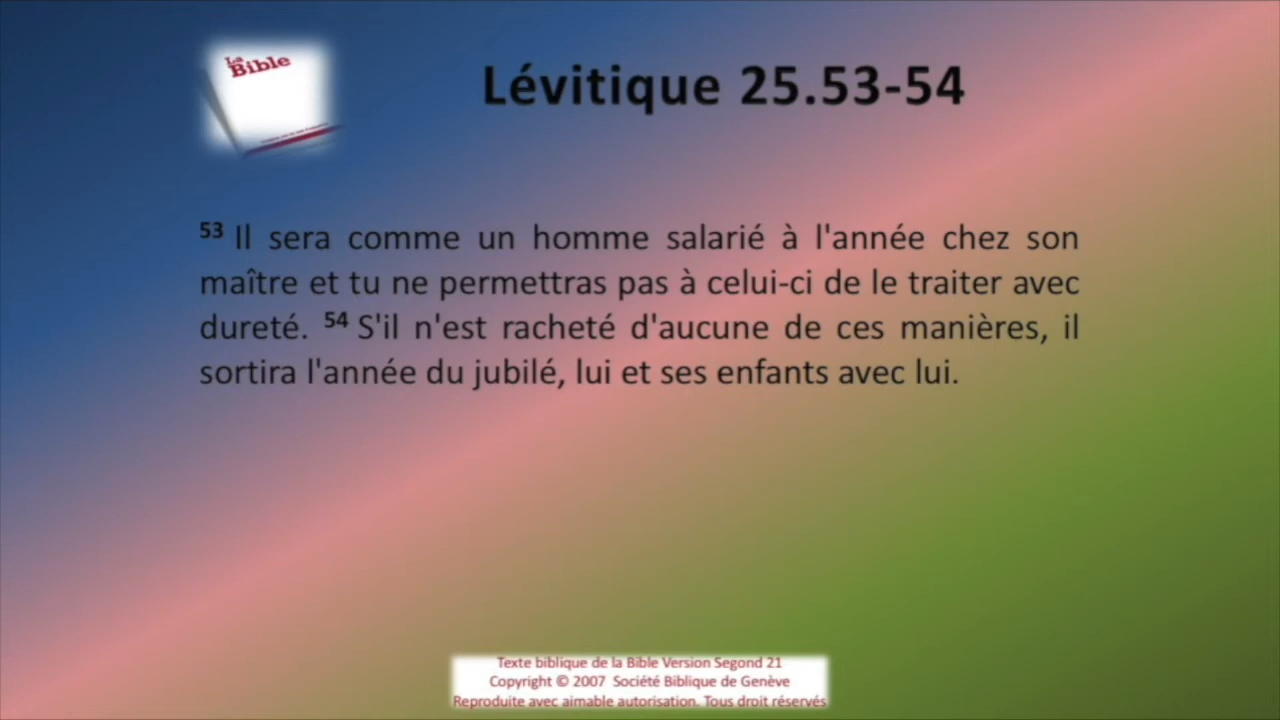 La
Bible
Lévitique 25.53-54
53 Il sera comme un homme salarié à l'année chez son
maître et tu ne permettras pas à celui-ci de le traiter avec
dureté. 54 S'il n'est racheté d'aucune de ces manières, il
sortira l'année du jubilé, lui et ses enfants avec lui.
Texte biblique de la Bible Version Segond 21
Copyright © 2007 Société Biblique de Genève
Reproduite avec aimable autorisation. Tous droit réservés